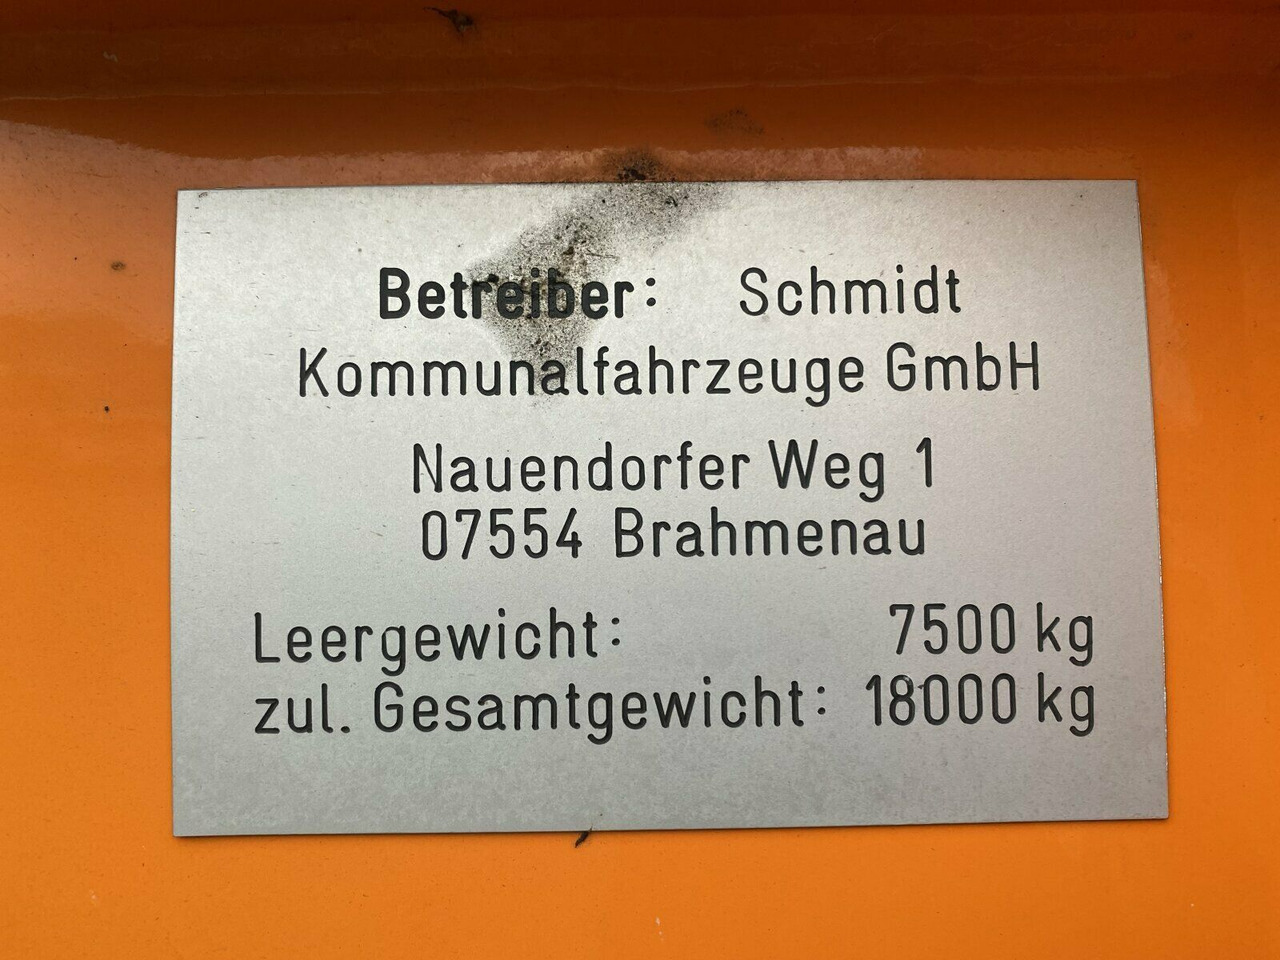 Betreiber: Schmidt
Kommunalfahrzeuge GmbH
Nauendorfer Weg 1
07554 Brahmenau
Leergewicht: 7500 kg
zul. Gesamtgewicht: 18000 kg